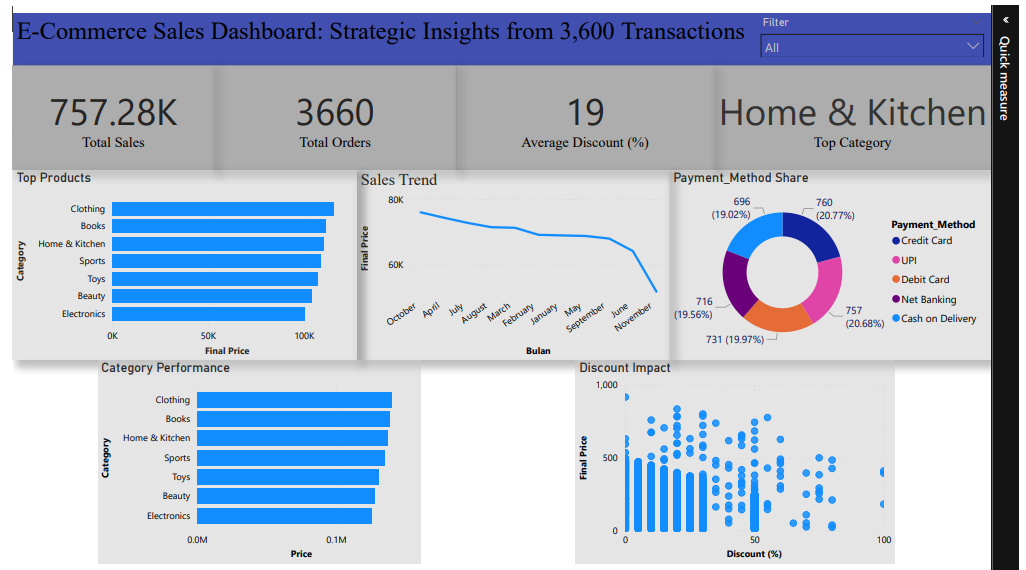 E-Commerce Sales Dashboard: Strategic Insights from 3,600 Transactions
Filter
All
«
Quick measure
757.28K
Total Sales
3660
Total Orders
19
Average Discount (%)
Home & Kitchen
Top Category
Top Products
Category
Clothing
Books
Home & Kitchen
Sports
Toys
Beauty
Electronics
0K 50K 100K
Final Price
Sales Trend
Final Price
80K
60K
October April July August March February January May September June November
Bulan
Payment_Method Share
696
(19.02%)
760
(20.77%)
716
(19.56%)
757
(20.68%)
731 (19.97%)
Payment_Method
Credit Card
UPI
Debit Card
Net Banking
Cash on Delivery
Category Performance
Category
Clothing
Books
Home & Kitchen
Sports
Toys
Beauty
Electronics
0.0M 0.1M
Price
Discount Impact
Final Price
1,000
500
0
0 50 100
Discount (%)